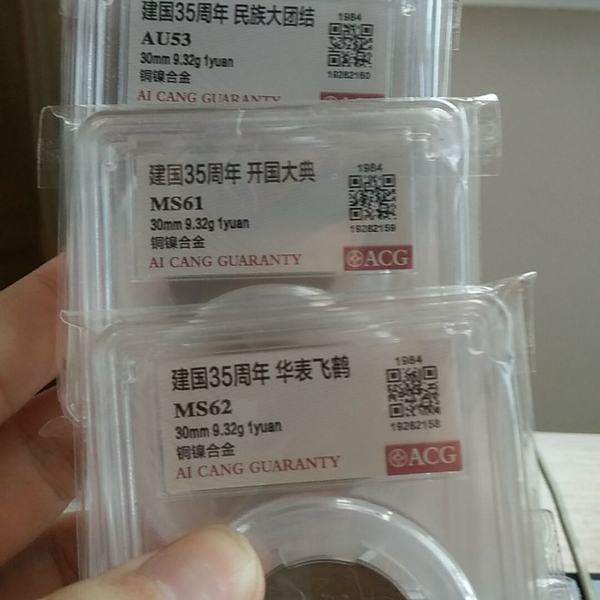 建国35周年 民族大团结
1984
AU53
30mm 9.32g 1yuan
铜镍合金
19282160
AI CANG GUARANTY
ACG
建国35周年 开国大典
1984
MS61
30mm 9.32g 1yuan
铜镍合金
19282159
AI CANG GUARANTY
ACG
建国35周年 华表飞鹤
1984
MS62
30mm 9.32g 1yuan
铜镍合金
19282158
AI CANG GUARANTY
ACG